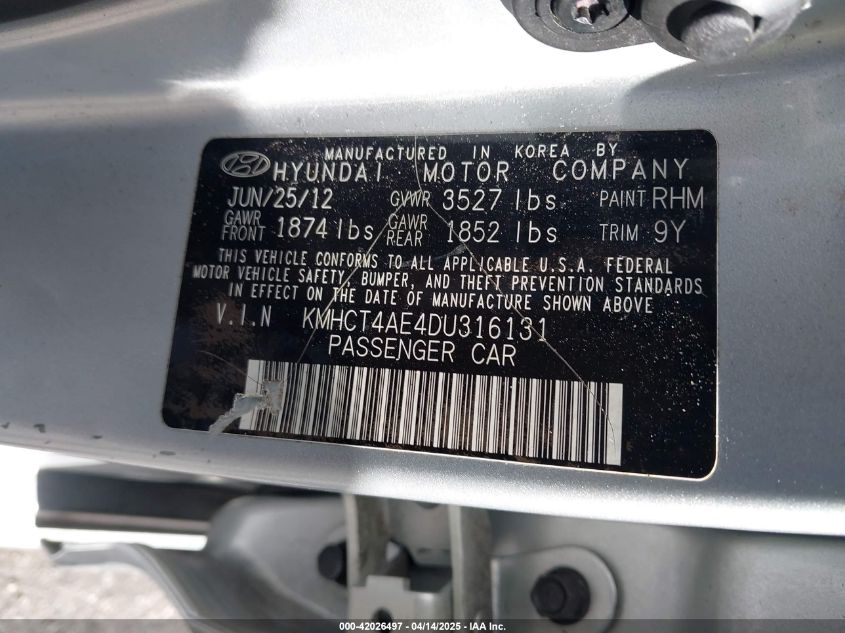 MANUFACTURED IN KOREA BY
HYUNDAI MOTOR COMPANY
JUN/25/12 GVWR 3527 lbs PAINT RHM
GAWR FRONT 1874 lbs GAWR REAR 1852 lbs TRIM 9Y
THIS VEHICLE CONFORMS TO ALL APPLICABLE U.S.A. FEDERAL
MOTOR VEHICLE SAFETY, BUMPER, AND THEFT PREVENTION STANDARDS
IN EFFECT ON THE DATE OF MANUFACTURE SHOWN ABOVE
V.I.N KMHCT4AE4DU316131
PASSENGER CAR
000-42026497 - 04/14/2025 - IAA Inc.